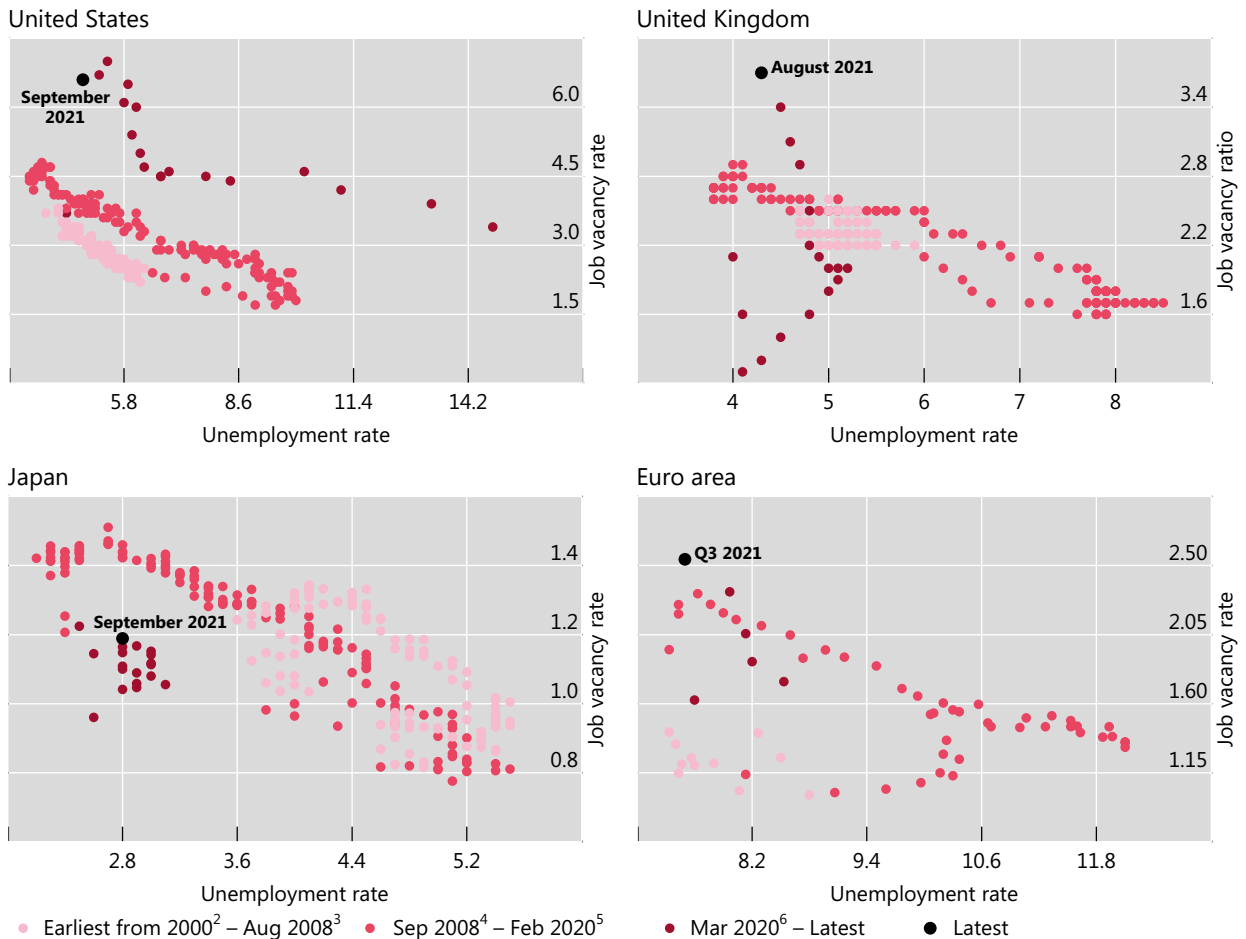 United States
September
2021
6.0
4.5
3.0
1.5
Job vacancy rate
5.8 8.6 11.4 14.2
Unemployment rate
United Kingdom
August 2021
3.4
2.8
2.2
1.6
Job vacancy ratio
4 5 6 7 8
Unemployment rate
Japan
September 2021
1.4
1.2
1.0
0.8
Job vacancy rate
2.8 3.6 4.4 5.2
Unemployment rate
Euro area
Q3 2021
2.50
2.05
1.60
1.15
Job vacancy rate
8.2 9.4 10.6 11.8
Unemployment rate
Earliest from 2000² – Aug 2008³ Sep 2008⁴ – Feb 2020⁵ Mar 2020⁶ – Latest Latest